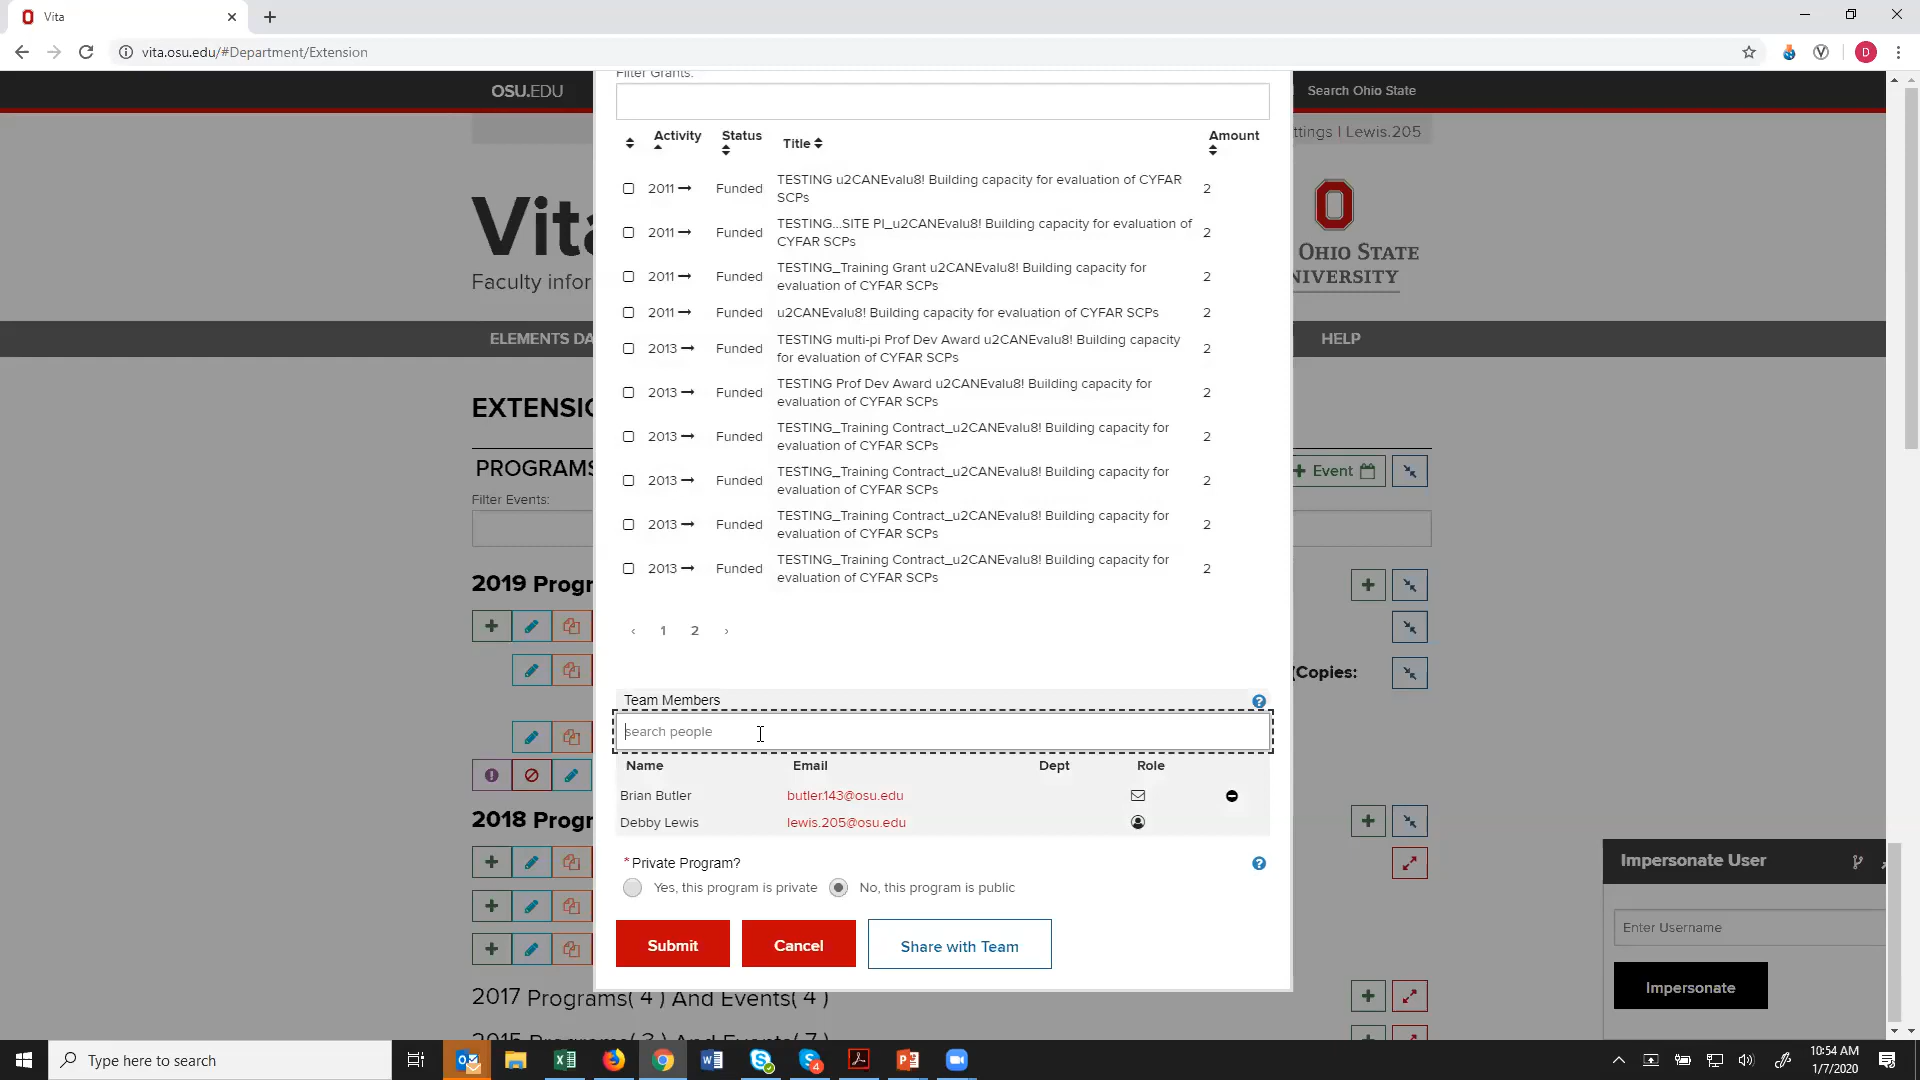 Vita
vita.osu.edu/#Department/Extension
D
OSU.EDU
Search Ohio State
ttings | Lewis.205
Filter Grants:
Activity Status Title Amount
2011 Funded TESTING u2CANEvalu8! Building capacity for evaluation of CYFAR SCPs 2
2011 Funded TESTING...SITE PI_u2CANEvalu8! Building capacity for evaluation of CYFAR SCPs 2
2011 Funded TESTING_Training Grant u2CANEvalu8! Building capacity for evaluation of CYFAR SCPs 2
2011 Funded u2CANEvalu8! Building capacity for evaluation of CYFAR SCPs 2
2013 Funded TESTING multi-pi Prof Dev Award u2CANEvalu8! Building capacity for evaluation of CYFAR SCPs 2
2013 Funded TESTING Prof Dev Award u2CANEvalu8! Building capacity for evaluation of CYFAR SCPs 2
2013 Funded TESTING_Training Contract_u2CANEvalu8! Building capacity for evaluation of CYFAR SCPs 2
2013 Funded TESTING_Training Contract_u2CANEvalu8! Building capacity for evaluation of CYFAR SCPs 2
2013 Funded TESTING_Training Contract_u2CANEvalu8! Building capacity for evaluation of CYFAR SCPs 2
2013 Funded TESTING_Training Contract_u2CANEvalu8! Building capacity for evaluation of CYFAR SCPs 2
‹ 1 2 ›
Team Members
search people
Name Email Dept Role
Brian Butler butler.143@osu.edu
Debby Lewis lewis.205@osu.edu
*Private Program?
Yes, this program is private No, this program is public
Submit Cancel Share with Team
Vita
Faculty infor
OHIO STATE
NIVERSITY
ELEMENTS DA
HELP
EXTENSIO
PROGRAMS
+ Event
Filter Events:
2019 Progr
(Copies:
2018 Progr
2017 Programs( 4 ) And Events( 4 )
2015 Programs( 3 ) And Events( 7 )
Impersonate User
Enter Username
Impersonate
Type here to search
4
10:54 AM
1/7/2020